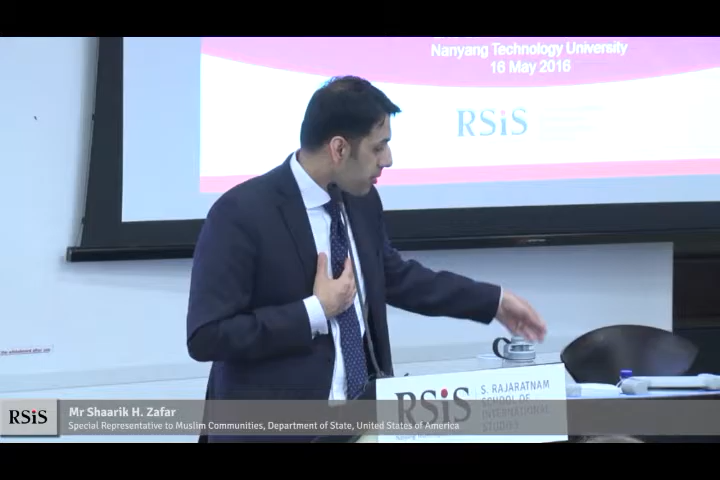 Nanyang Technology University
16 May 2016
RSiS
RSiS
S. RAJARATNAM
SCHOOL OF
INTERNATIONAL
STUDIES
RSiS
Mr Shaarik H. Zafar
Special Representative to Muslim Communities, Department of State, United States of America